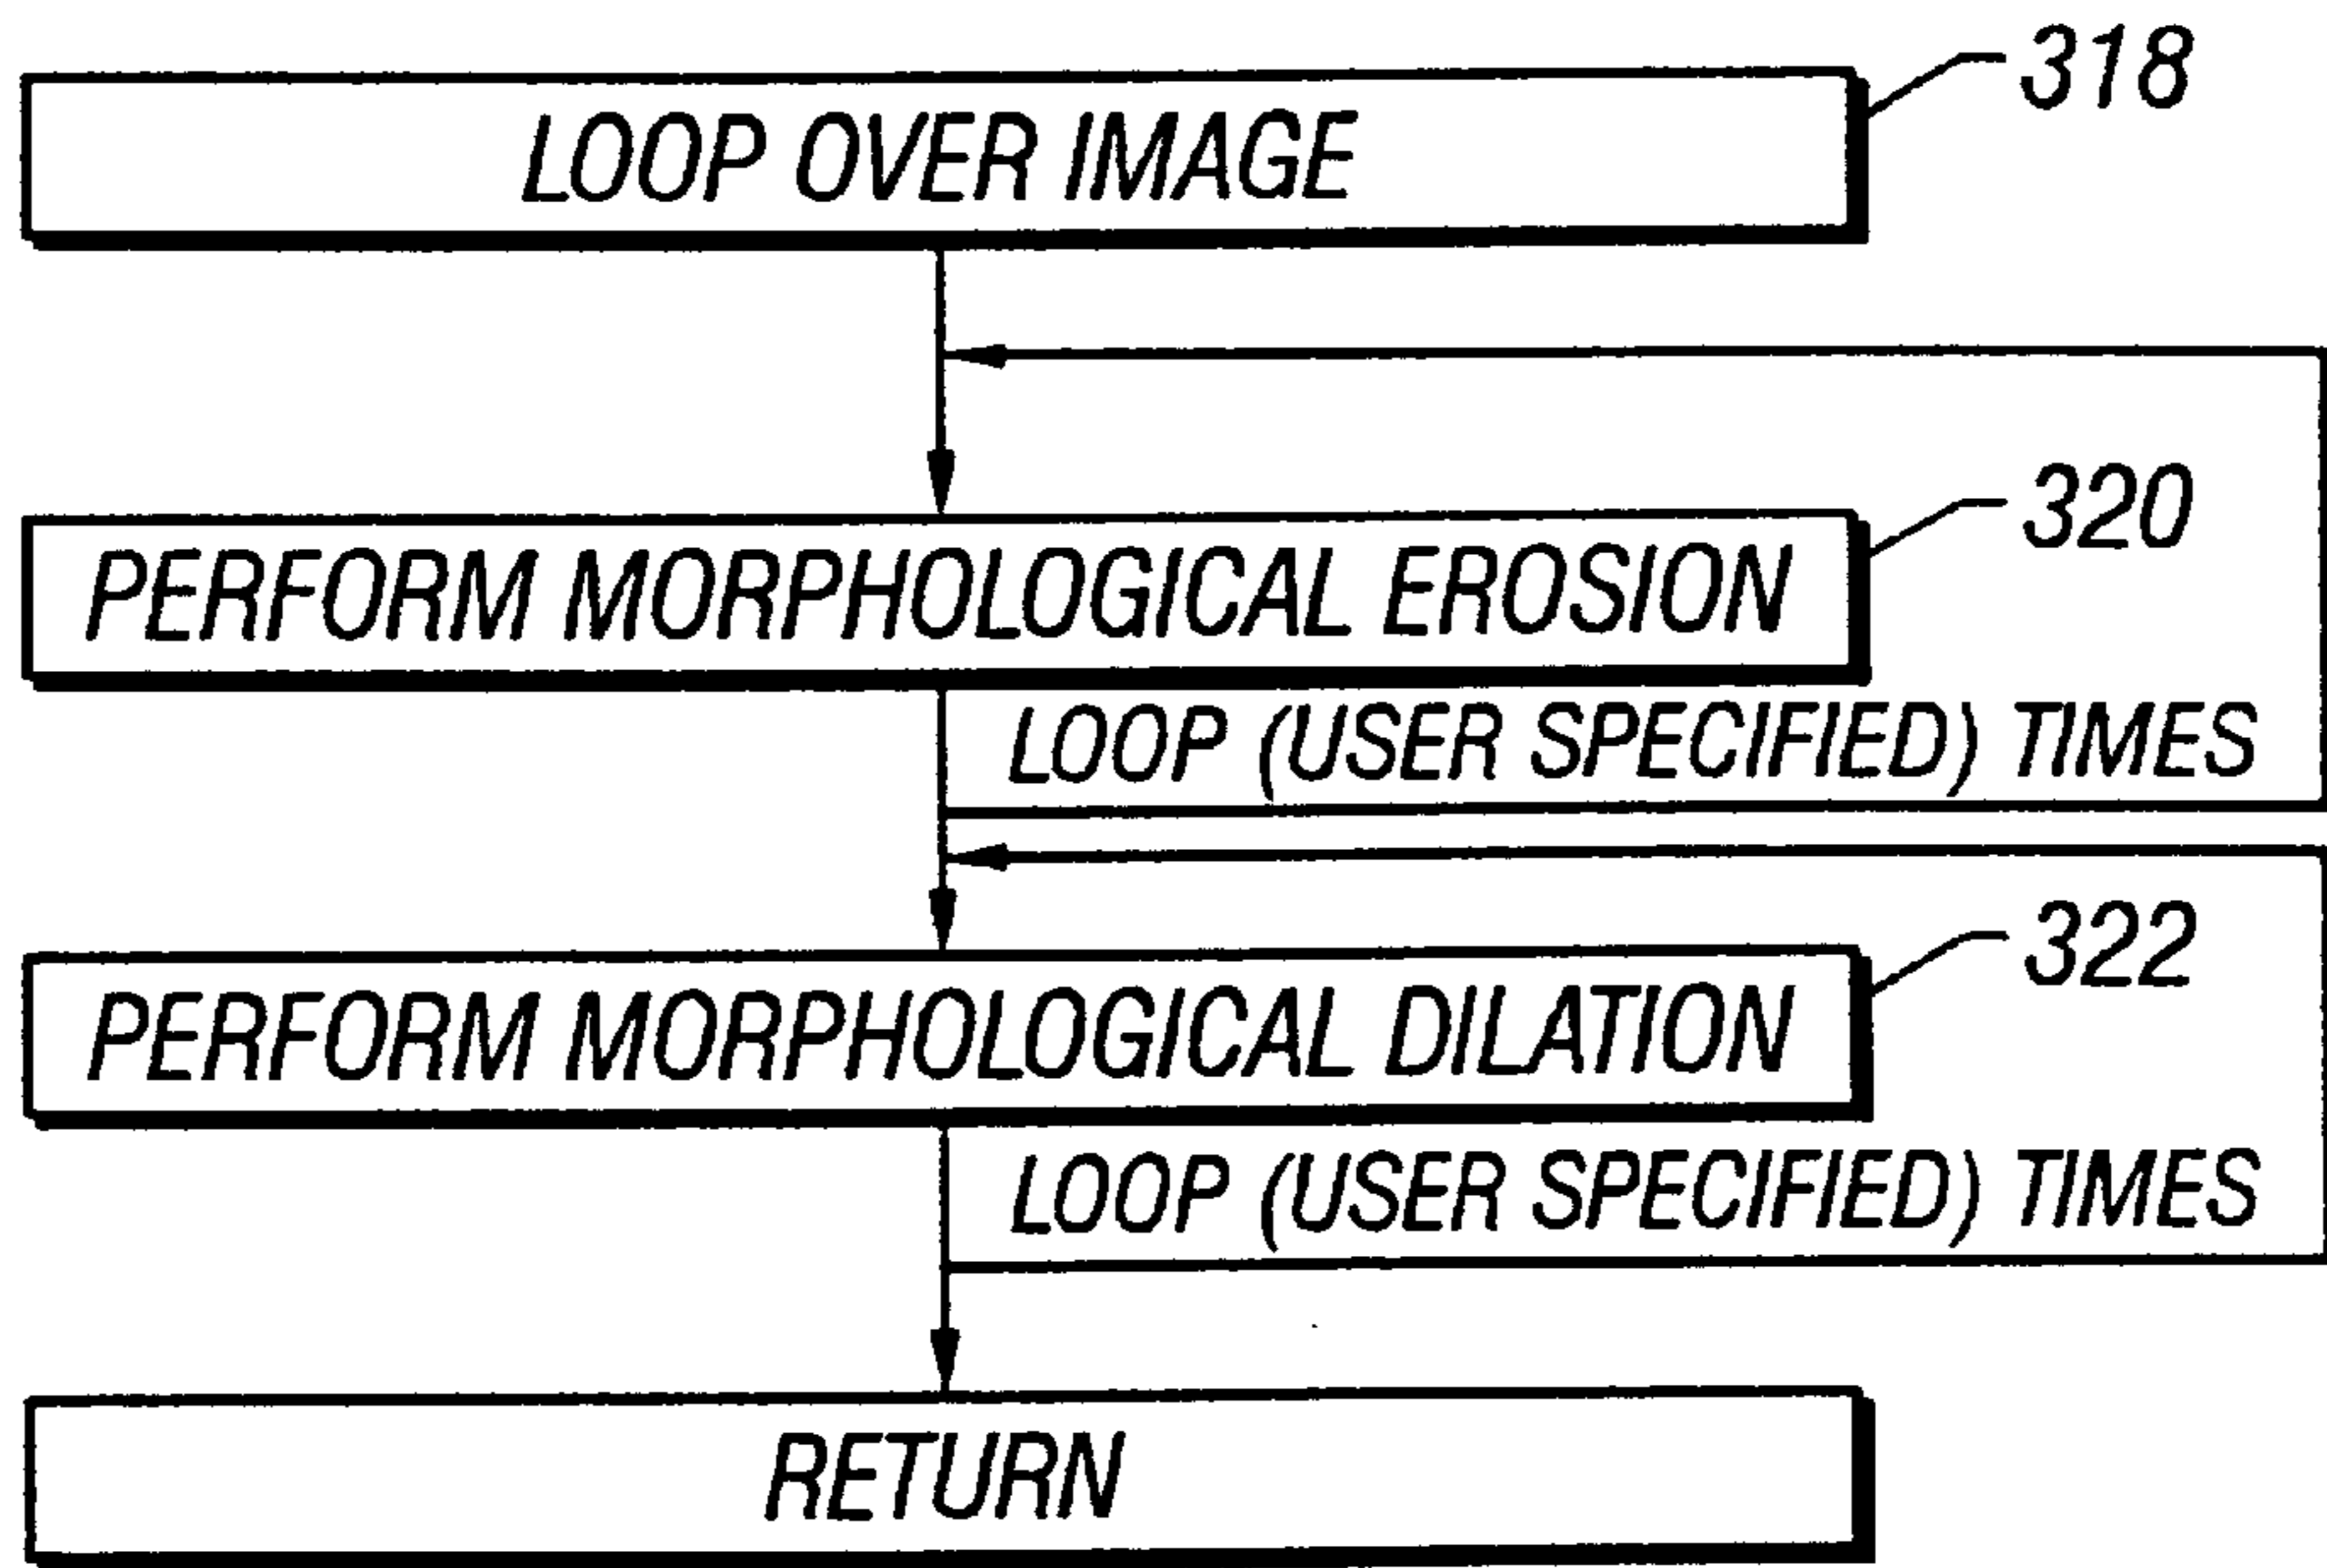 318
LOOP OVER IMAGE
320
PERFORM MORPHOLOGICAL EROSION
LOOP (USER SPECIFIED) TIMES
322
PERFORM MORPHOLOGICAL DILATION
LOOP (USER SPECIFIED) TIMES
RETURN